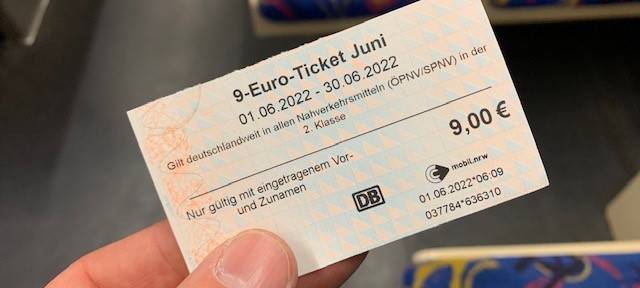 9-Euro-Ticket Juni
01.06.2022 - 30.06.2022
Gilt deutschlandweit in allen Nahverkehrsmitteln (ÖPNV/SPNV) in der
2. Klasse
9,00 €
Nur gültig mit eingetragenem Vor-
und Zunamen
DB
mobil.nrw
01.06.2022*06:09
037784*636310